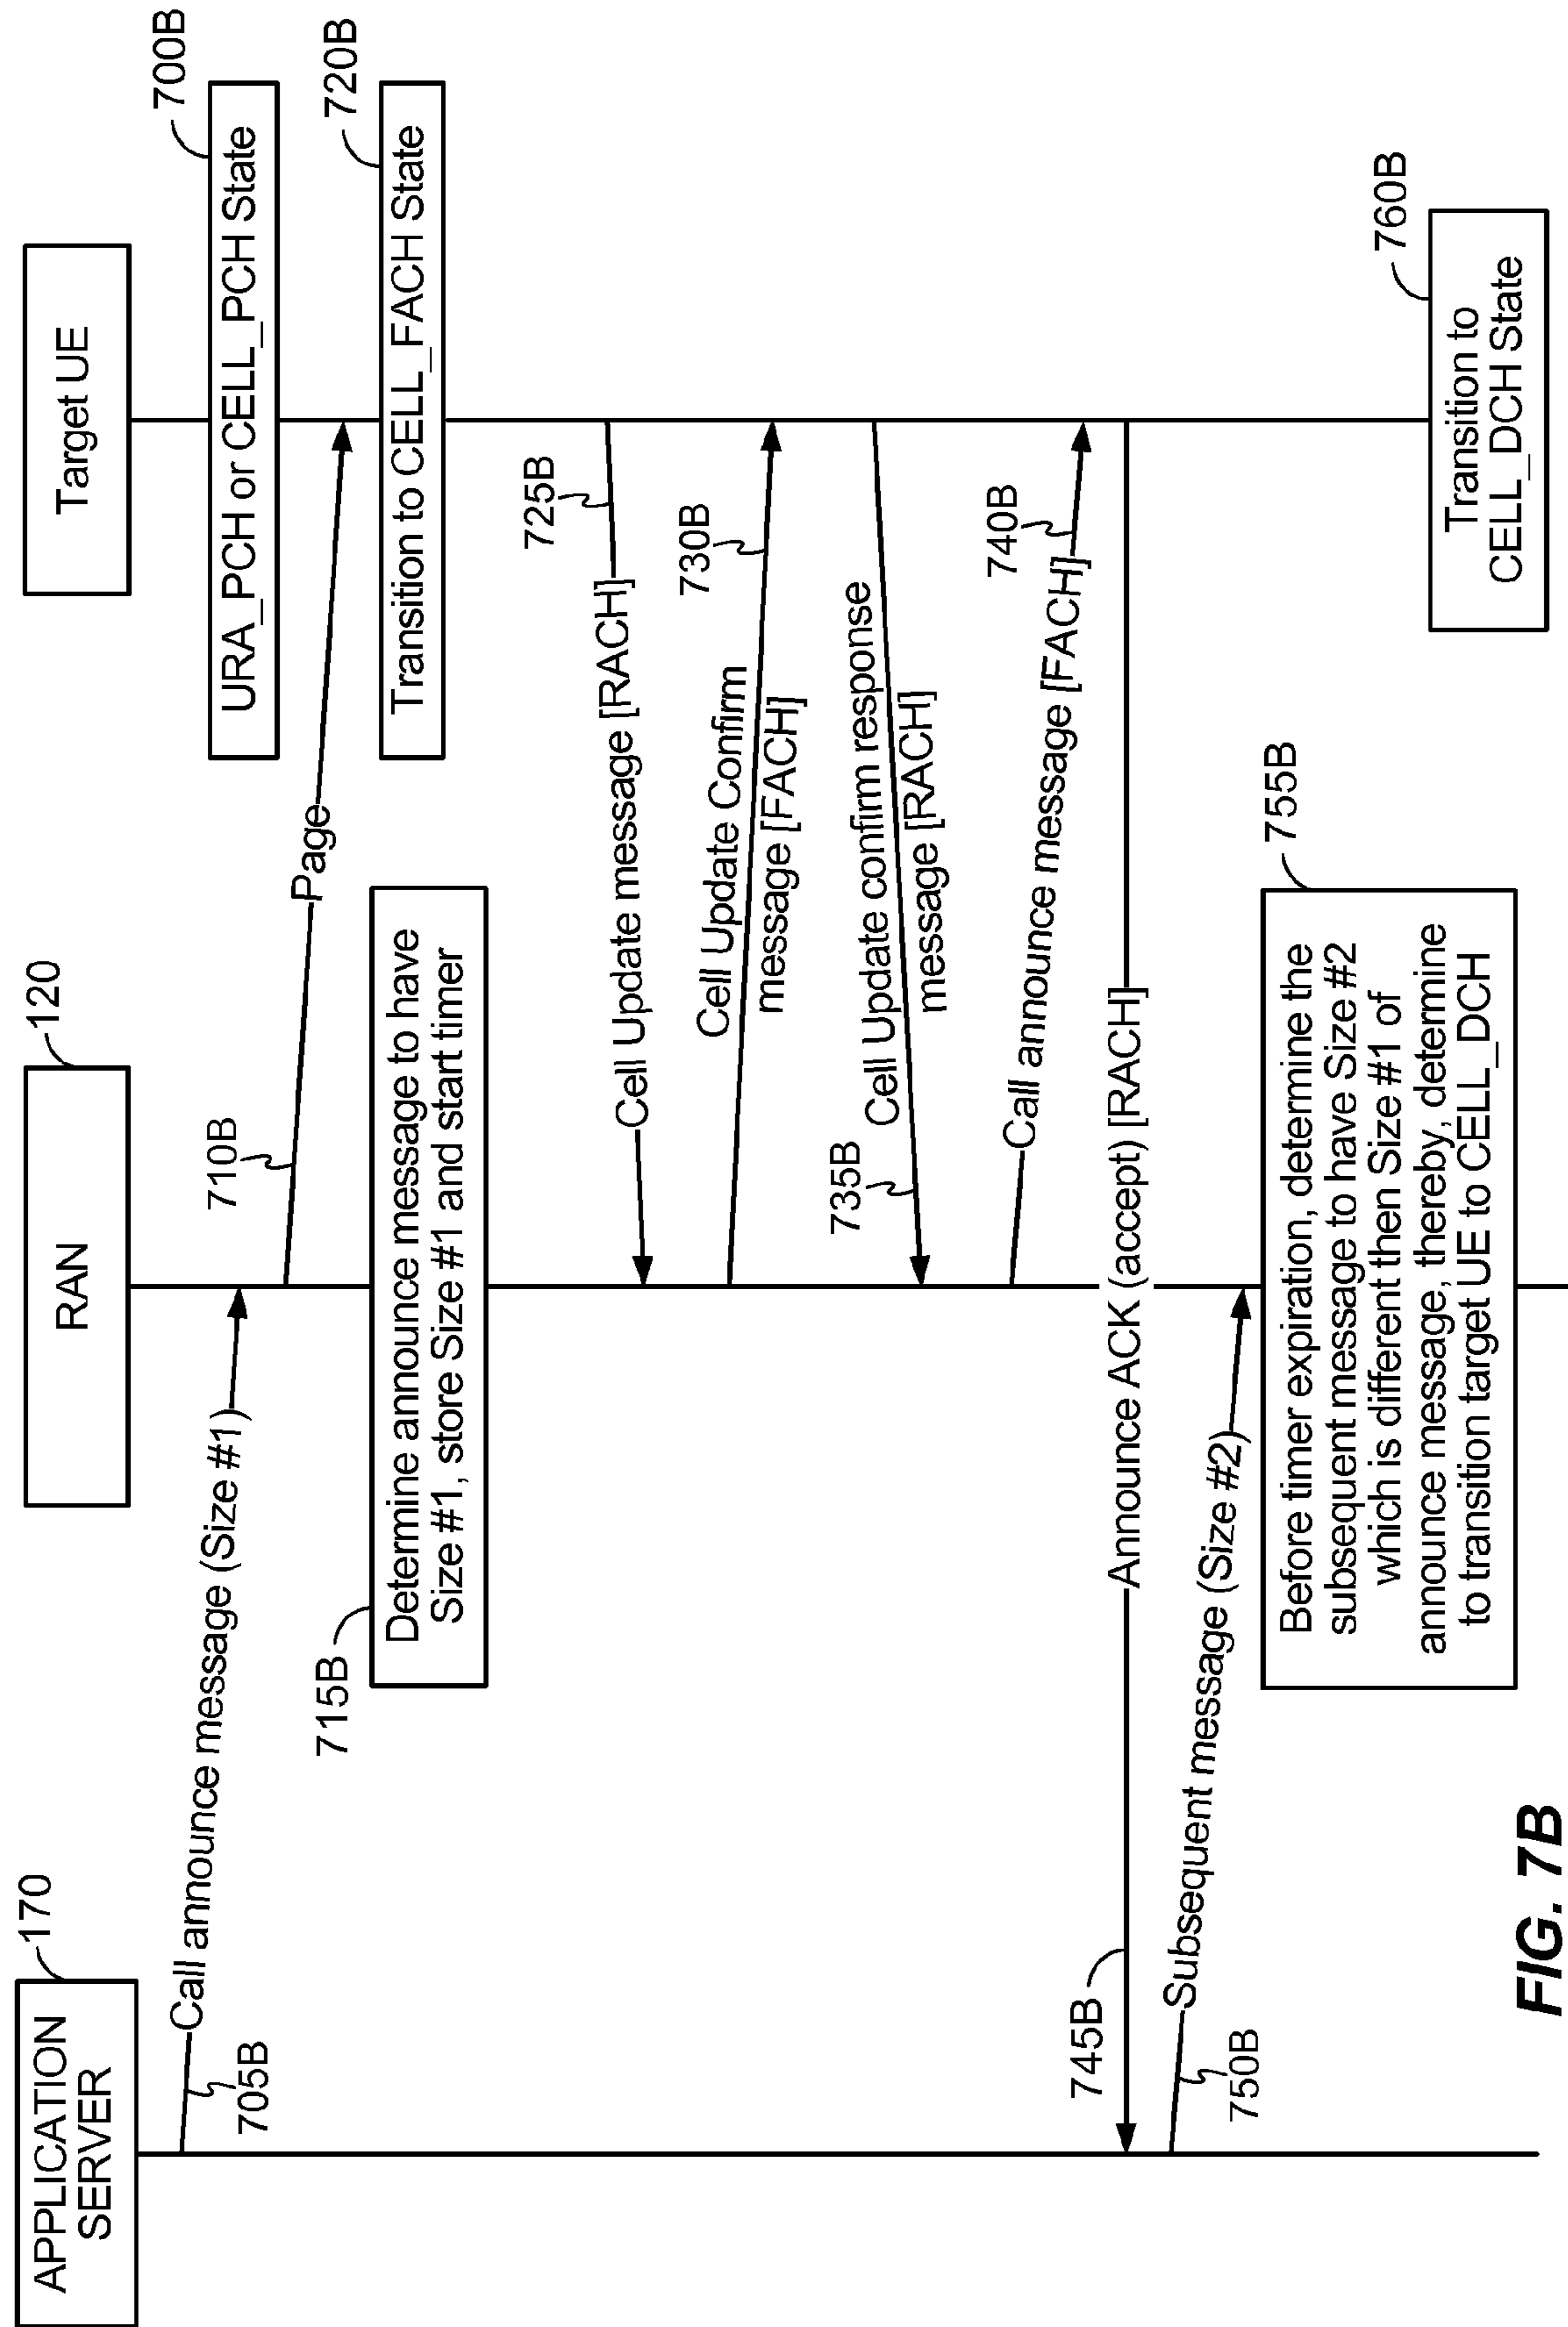 APPLICATION
SERVER
170
RAN
120
Target UE
URA_PCH or CELL_PCH State
700B
Call announce message (Size #1)
705B
710B
Page
Determine announce message to have
Size #1, store Size #1 and start timer
715B
Transition to CELL_FACH State
720B
Cell Update message [RACH]
725B
Cell Update Confirm
message [FACH]
730B
Cell Update confirm response
message [RACH]
735B
Call announce message [FACH]
740B
Announce ACK (accept) [RACH]
745B
Subsequent message (Size #2)
750B
Before timer expiration, determine the
subsequent message to have Size #2
which is different then Size #1 of
announce message, thereby, determine
to transition target UE to CELL_DCH
755B
Transition to
CELL_DCH State
760B
FIG. 7B